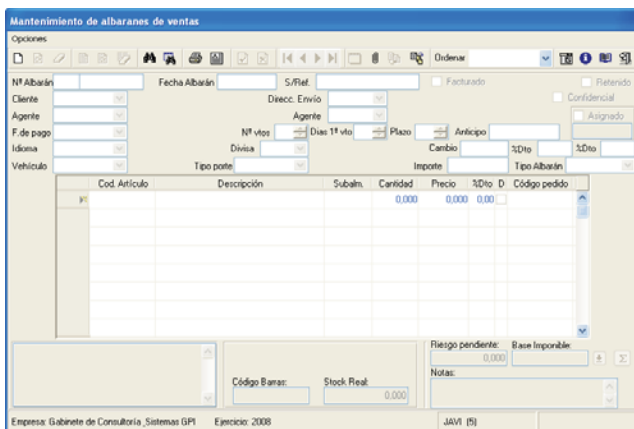 Mantenimiento de albaranes de ventas
Opciones
Ordenar
Nº Albarán Fecha Albarán S/Ref. Facturado Retenido
Cliente Direcc. Envío Confidencial
Agente Agente Asignado
F.de pago Nº vtos Dias 1º vto Plazo Anticipo
Idioma Divisa Cambio %Dto %Dto
Vehículo Tipo porte Importe Tipo Albarán
Cod. Artículo Descripción Subalm. Cantidad Precio %Dto D Código pedido
0,000 0,000 0,00
Riesgo pendiente: Base Imponible:
0,000
Código Barras: Stock Real: Notas:
0,000
Empresa: Gabinete de Consultoría_Sistemas GPI Ejercicio: 2008 JAVI (5)